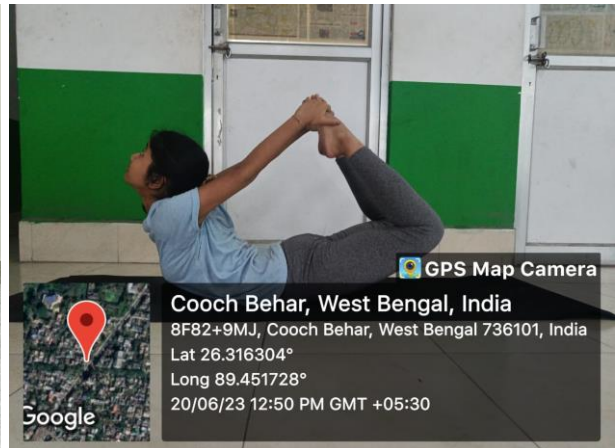 GPS Map Camera
Cooch Behar, West Bengal, India
8F82+9MJ, Cooch Behar, West Bengal 736101, India
Lat 26.316304°
Long 89.451728°
20/06/23 12:50 PM GMT +05:30
Google